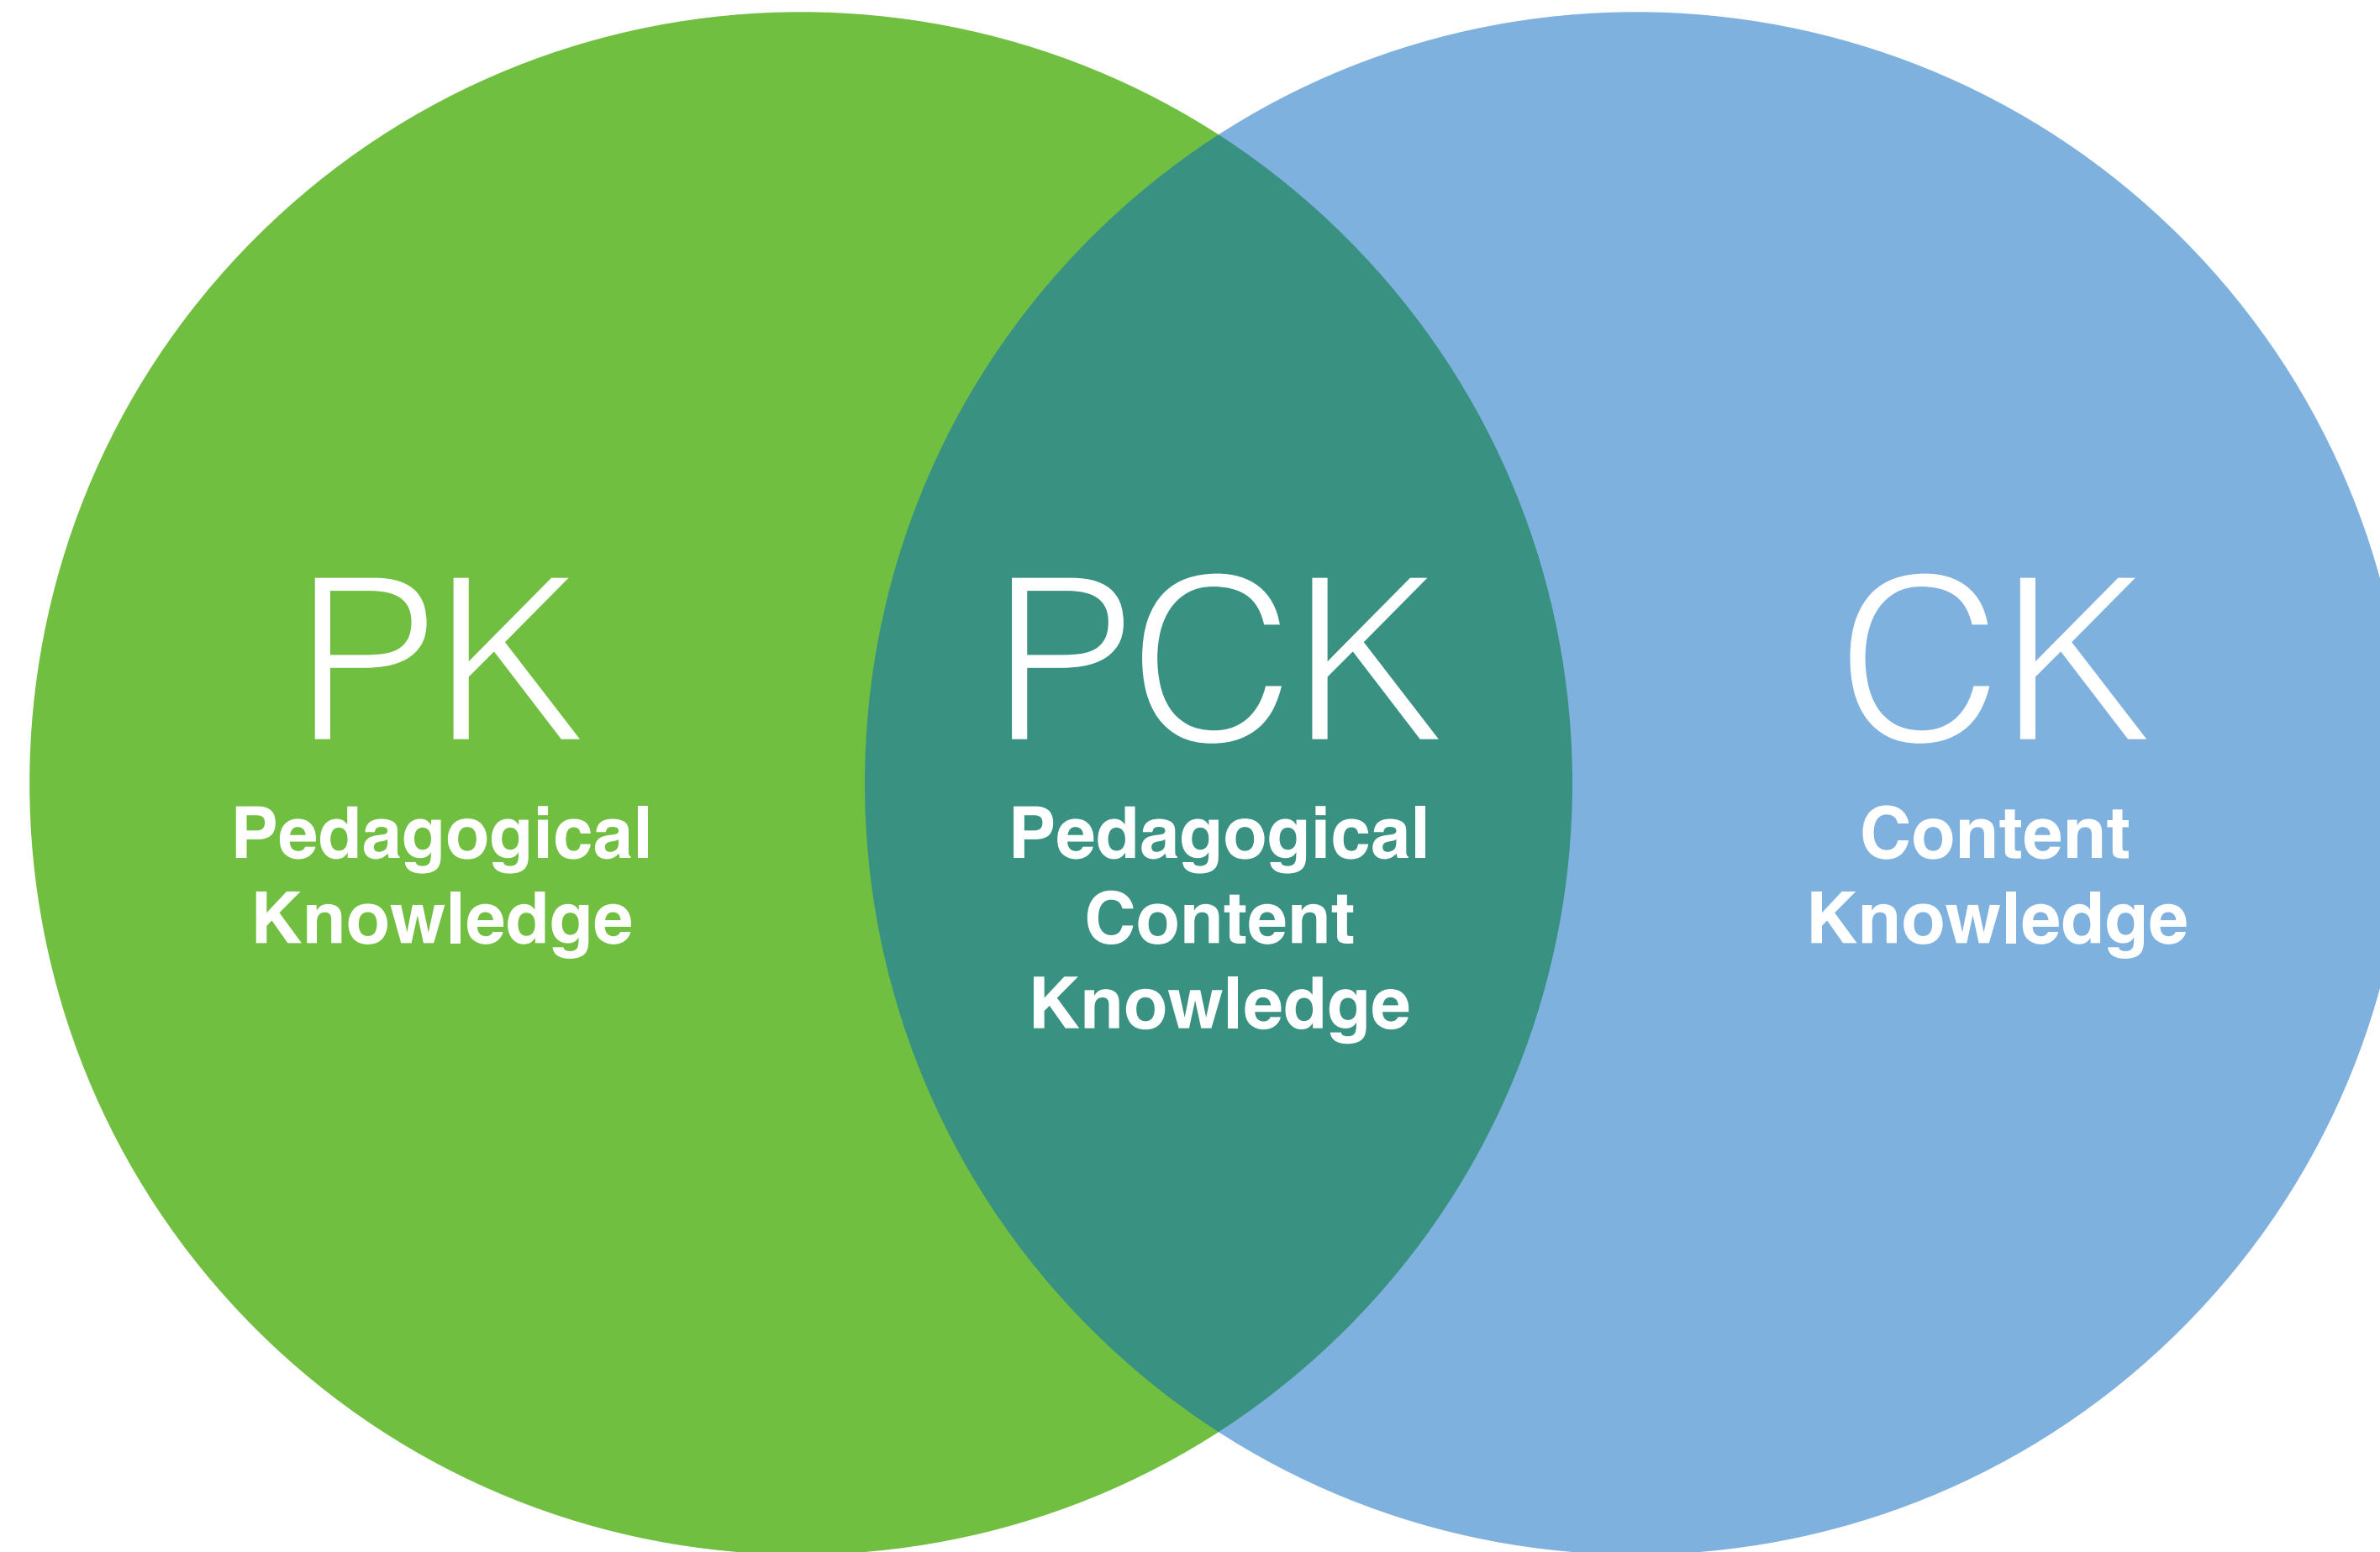 PK
Pedagogical
Knowledge
PCK
Pedagogical
Content
Knowledge
CK
Content
Knowledge